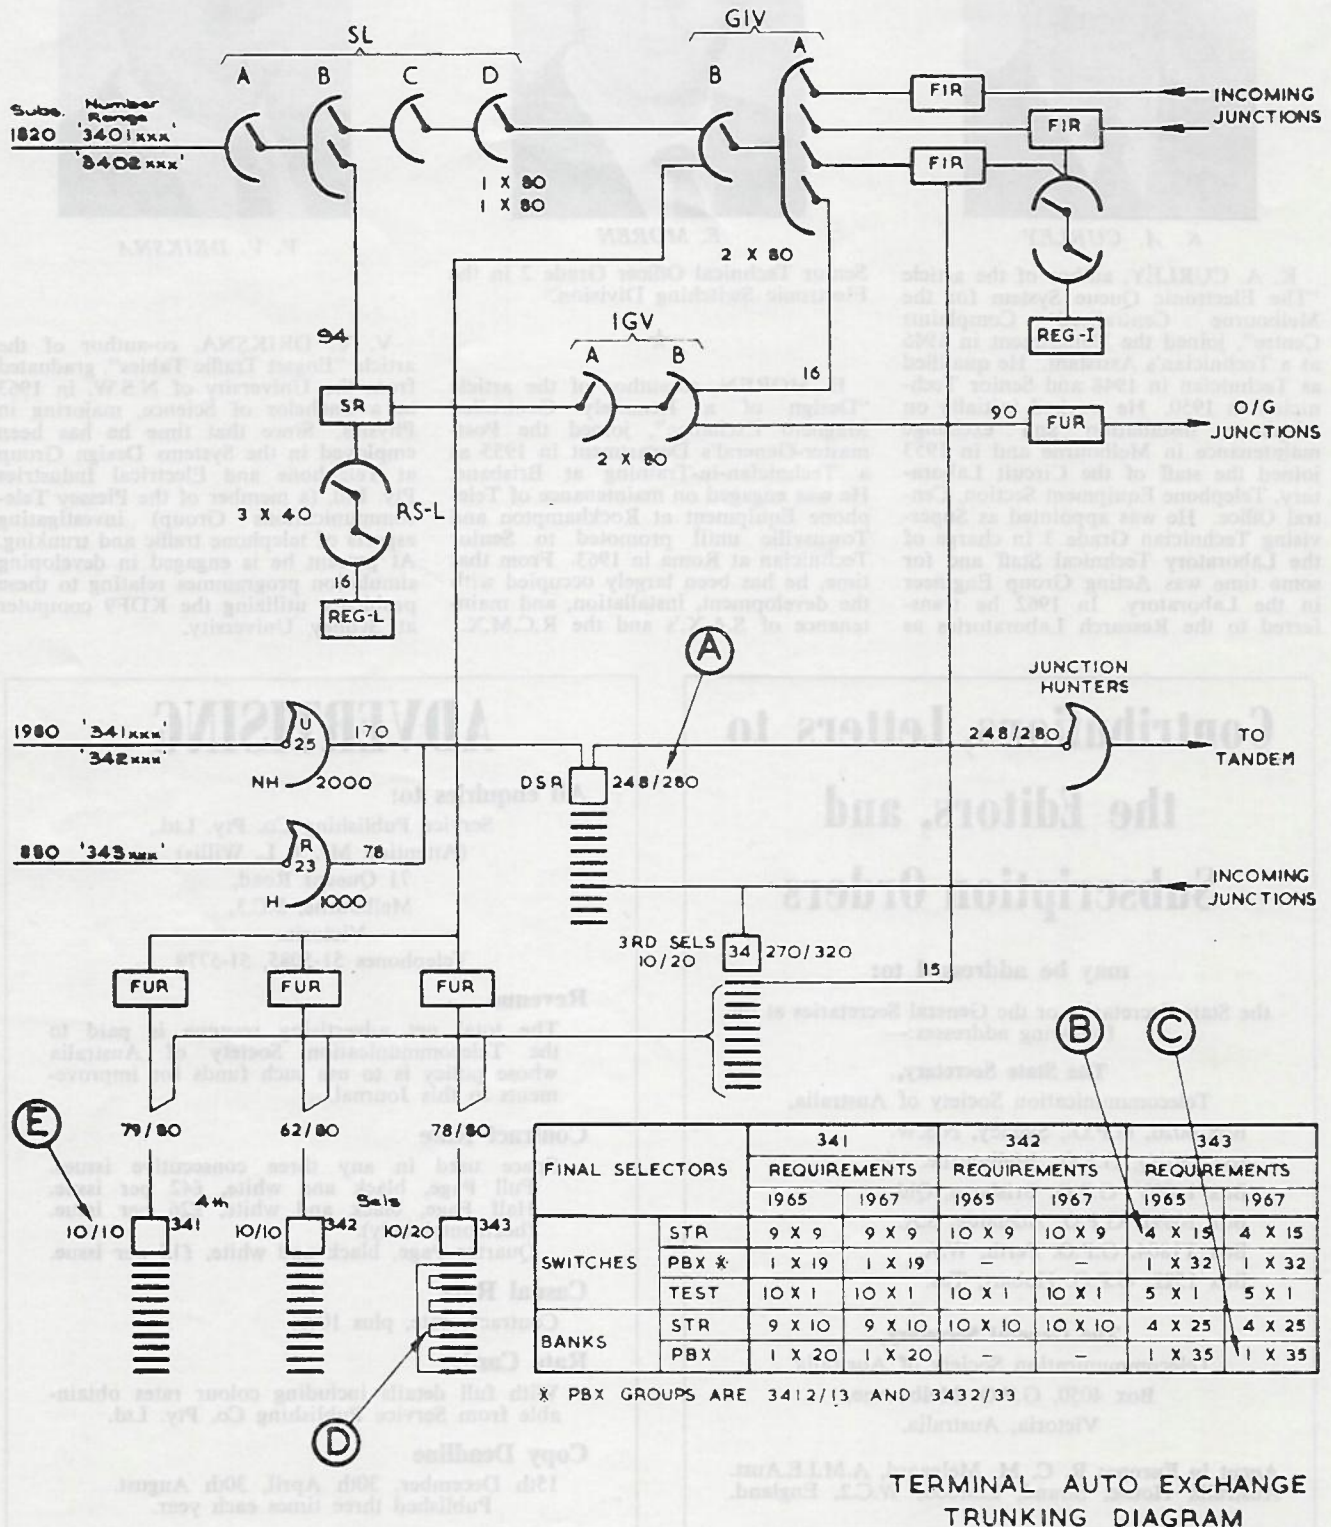 SL
GIV
A
B
C
D
B
A
Subs.
Number
Range
1820
'3401xxx'
'3402xxx'
FIR
FIR
FIR
INCOMING
JUNCTIONS
1 X 80
1 X 80
2 X 80
94
IGV
A
B
REG-I
16
SR
90
FUR
O/G
JUNCTIONS
2 X 80
3 X 40
RS-L
16
REG-L
A
JUNCTION
HUNTERS
1980
'341xxx'
'342xxx'
U
25
170
NH
2000
DSR
248/280
248/280
TO
TANDEM
880
'343xxx'
R
23
78
H
1000
INCOMING
JUNCTIONS
3RD SELS
10/20
34
270/320
15
FUR
FUR
FUR
B
C
E
79/80
62/80
78/80
4th
Sels
10/10
341
10/10
342
10/20
343
D
FINAL SELECTORS 341 342 343
REQUIREMENTS REQUIREMENTS REQUIREMENTS
1965 1967 1965 1967 1965 1967
SWITCHES STR 9 X 9 9 X 9 10 X 9 10 X 9 4 X 15 4 X 15
PBX * 1 X 19 1 X 19 – – 1 X 32 1 X 32
TEST 10 X 1 10 X 1 10 X 1 10 X 1 5 X 1 5 X 1
BANKS STR 9 X 10 9 X 10 10 X 10 10 X 10 4 X 25 4 X 25
PBX 1 X 20 1 X 20 – – 1 X 35 1 X 35
* PBX GROUPS ARE 3412/13 AND 3432/33
TERMINAL AUTO EXCHANGE
TRUNKING DIAGRAM